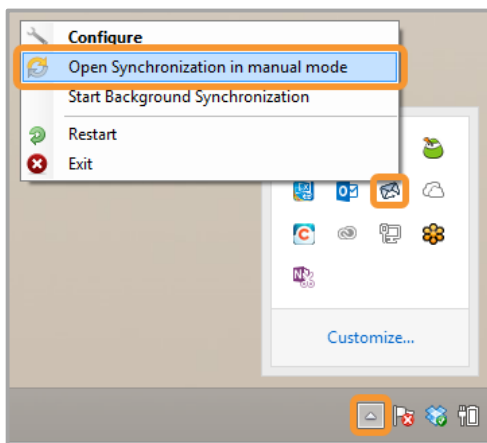 Configure
Open Synchronization in manual mode
Start Background Synchronization
Restart
Exit
Customize...